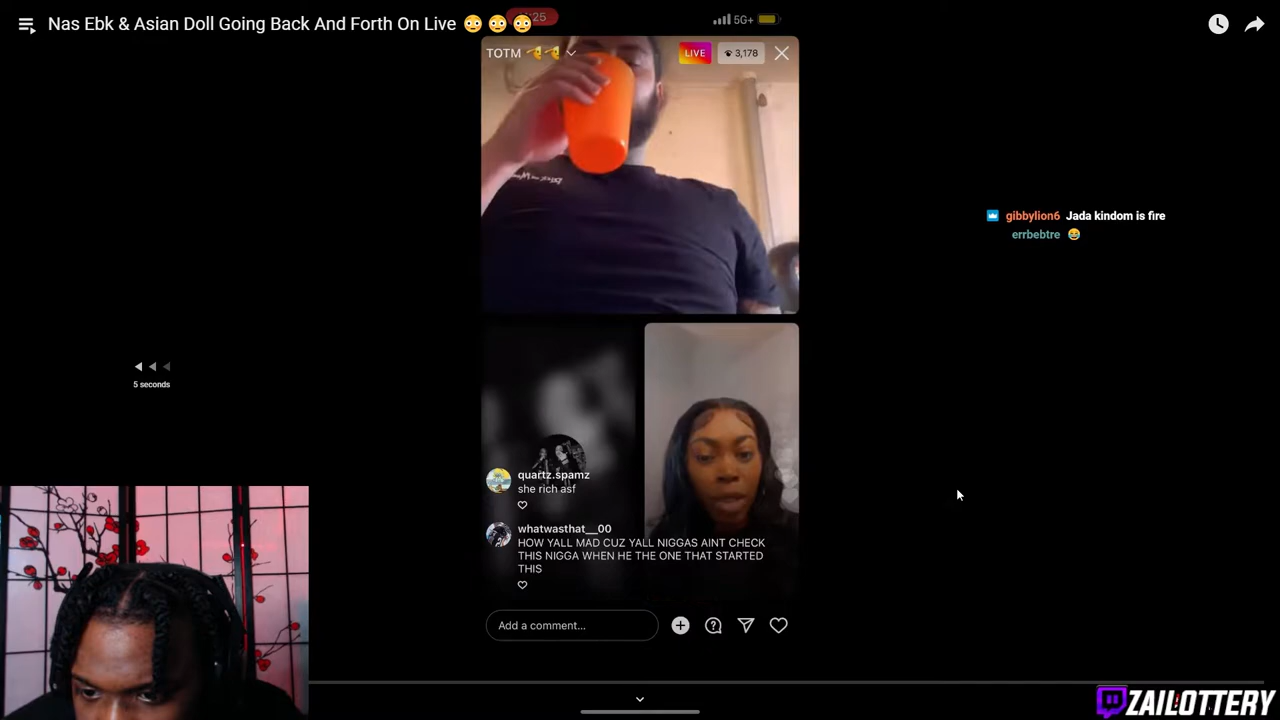 Nas Ebk & Asian Doll Going Back And Forth On Live 😳 😳 😳
:25
5G+
TOTM 🫡🫡
LIVE
3,178
gibbylion6 Jada kindom is fire
errbebtre 😂
5 seconds
quartz.spamz
she rich asf
whatwasthat__00
HOW YALL MAD CUZ YALL NIGGAS AINT CHECK
THIS NIGGA WHEN HE THE ONE THAT STARTED
THIS
Add a comment...
ZAILOTTERY